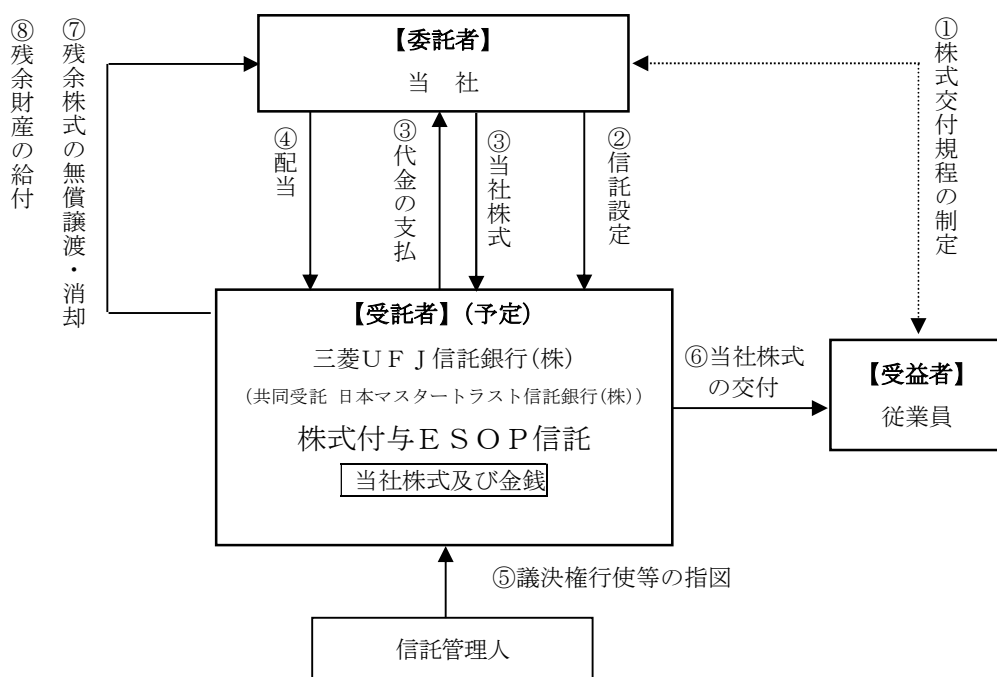 ⑧残余財産の給付
⑦残余株式の無償譲渡・消却
【委託者】
当 社
①株式交付規程の制定
④配当
③代金の支払
③当社株式
②信託設定
【受託者】(予定)
三菱UFJ信託銀行(株)
(共同受託 日本マスタートラスト信託銀行(株))
株式付与ESOP信託
当社株式及び金銭
⑥当社株式
の交付
【受益者】
従業員
⑤議決権行使等の指図
信託管理人